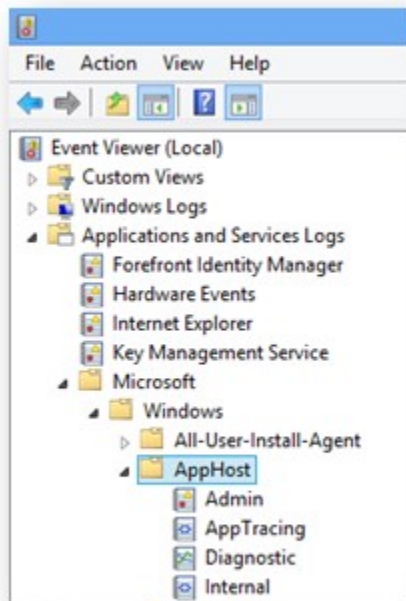 File Action View Help
Event Viewer (Local)
Custom Views
Windows Logs
Applications and Services Logs
Forefront Identity Manager
Hardware Events
Internet Explorer
Key Management Service
Microsoft
Windows
All-User-Install-Agent
AppHost
Admin
AppTracing
Diagnostic
Internal